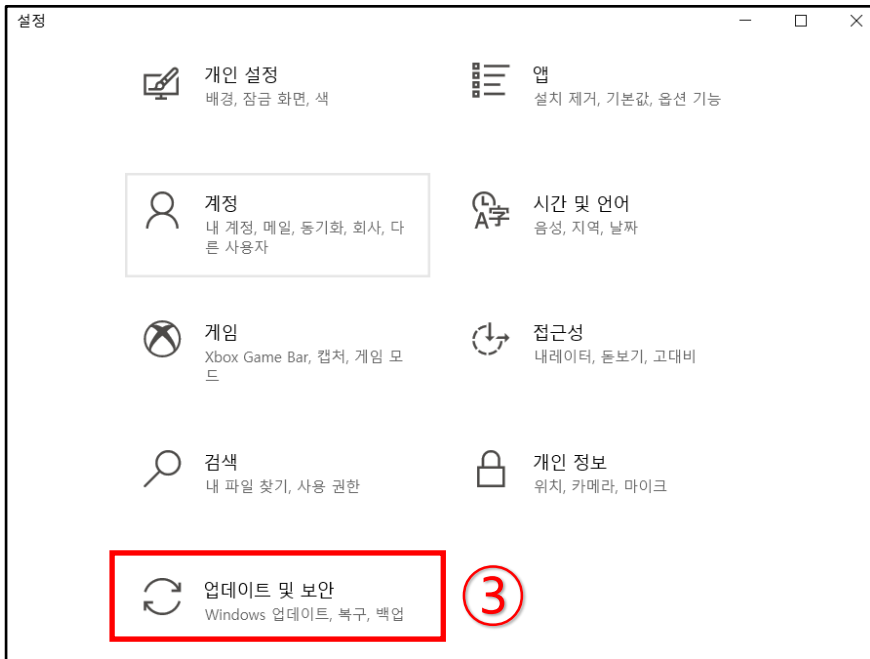 설정
개인 설정
배경, 잠금 화면, 색
앱
설치 제거, 기본값, 옵션 기능
계정
내 계정, 메일, 동기화, 회사, 다
른 사용자
시간 및 언어
음성, 지역, 날짜
게임
Xbox Game Bar, 캡처, 게임 모
드
접근성
내레이터, 돋보기, 고대비
검색
내 파일 찾기, 사용 권한
개인 정보
위치, 카메라, 마이크
업데이트 및 보안
Windows 업데이트, 복구, 백업
③